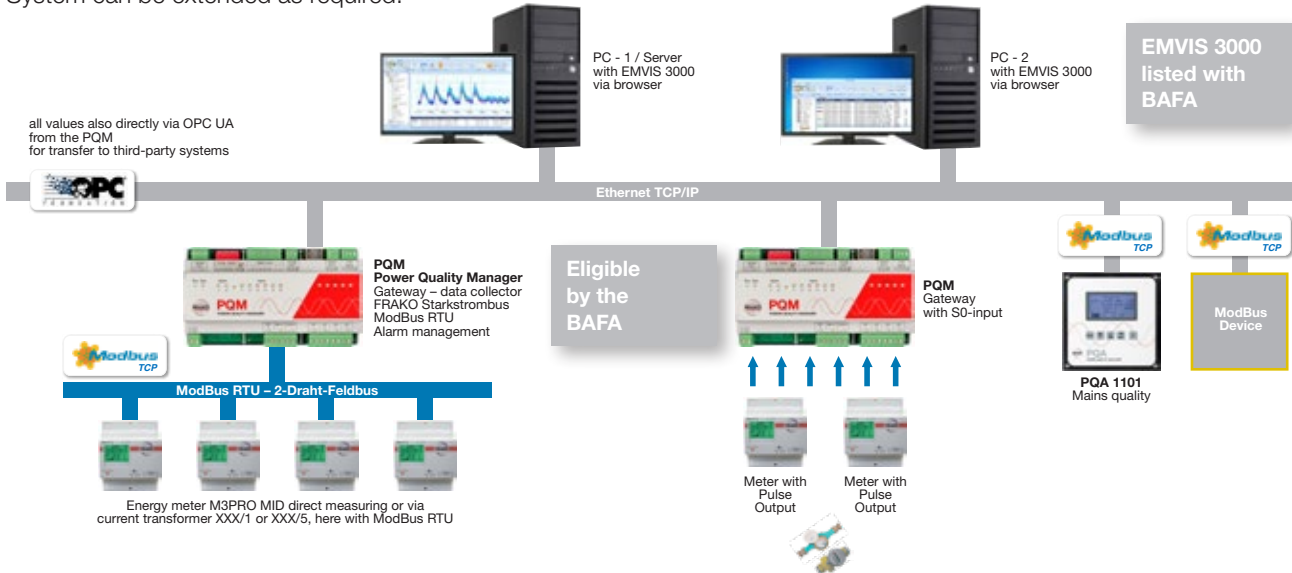 System can be extended as required.
PC - 1 / Server
with EMVIS 3000
via browser
PC - 2
with EMVIS 3000
via browser
EMVIS 3000
listed with
BAFA
all values also directly via OPC UA
from the PQM
for transfer to third-party systems
OPC
FOUNDATION
Ethernet TCP/IP
PQM
PQM
Power Quality Manager
Gateway – data collector
FRAKO Starkstrombus
ModBus RTU
Alarm management
Eligible
by the
BAFA
PQM
PQM
Gateway
with S0-input
Modbus
TCP
Modbus
TCP
PQA
PQA 1101
Mains quality
ModBus
Device
Modbus
TCP
ModBus RTU – 2-Draht-Feldbus
Energy meter M3PRO MID direct measuring or via
current transformer XXX/1 or XXX/5, here with ModBus RTU
Meter with
Pulse
Output
Meter with
Pulse
Output